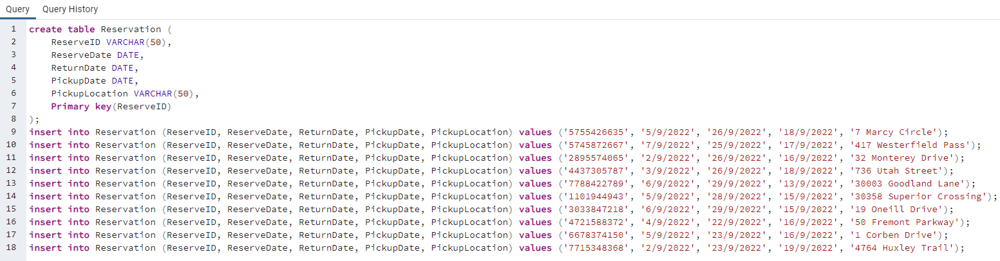 Query Query History
1 create table Reservation (
2 ReserveID VARCHAR(50),
3 ReserveDate DATE,
4 ReturnDate DATE,
5 PickupDate DATE,
6 PickupLocation VARCHAR(50),
7 Primary key(ReserveID)
8 );
9 insert into Reservation (ReserveID, ReserveDate, ReturnDate, PickupDate, PickupLocation) values ('5755426635', '5/9/2022', '26/9/2022', '18/9/2022', '7 Marcy Circle');
10 insert into Reservation (ReserveID, ReserveDate, ReturnDate, PickupDate, PickupLocation) values ('5745872667', '7/9/2022', '25/9/2022', '17/9/2022', '417 Westerfield Pass');
11 insert into Reservation (ReserveID, ReserveDate, ReturnDate, PickupDate, PickupLocation) values ('2895574065', '2/9/2022', '26/9/2022', '16/9/2022', '32 Monterey Drive');
12 insert into Reservation (ReserveID, ReserveDate, ReturnDate, PickupDate, PickupLocation) values ('4437305787', '3/9/2022', '26/9/2022', '18/9/2022', '736 Utah Street');
13 insert into Reservation (ReserveID, ReserveDate, ReturnDate, PickupDate, PickupLocation) values ('7788422789', '6/9/2022', '29/9/2022', '13/9/2022', '30003 Goodland Lane');
14 insert into Reservation (ReserveID, ReserveDate, ReturnDate, PickupDate, PickupLocation) values ('1101944943', '5/9/2022', '28/9/2022', '15/9/2022', '30358 Superior Crossing');
15 insert into Reservation (ReserveID, ReserveDate, ReturnDate, PickupDate, PickupLocation) values ('3033847218', '6/9/2022', '29/9/2022', '15/9/2022', '19 Oneill Drive');
16 insert into Reservation (ReserveID, ReserveDate, ReturnDate, PickupDate, PickupLocation) values ('4721588372', '4/9/2022', '22/9/2022', '16/9/2022', '50 Fremont Parkway');
17 insert into Reservation (ReserveID, ReserveDate, ReturnDate, PickupDate, PickupLocation) values ('6678374150', '5/9/2022', '23/9/2022', '16/9/2022', '1 Corben Drive');
18 insert into Reservation (ReserveID, ReserveDate, ReturnDate, PickupDate, PickupLocation) values ('7715348368', '2/9/2022', '23/9/2022', '19/9/2022', '4764 Huxley Trail');